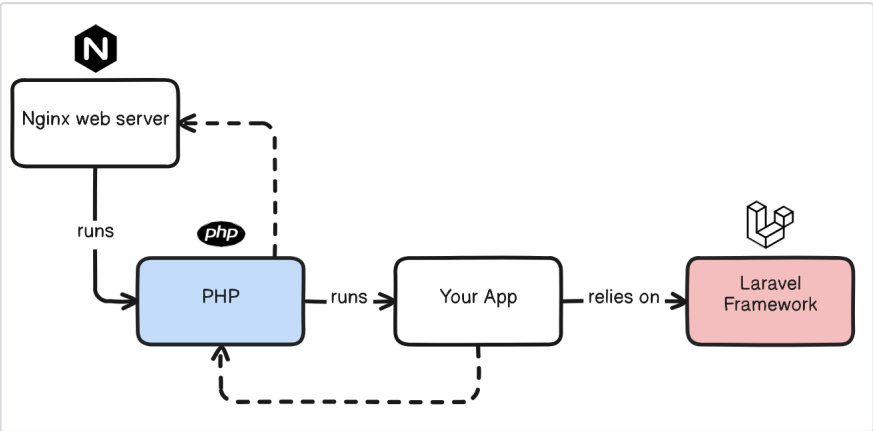 N
Nginx web server
runs
php
PHP
runs
Your App
relies on
Laravel
Framework